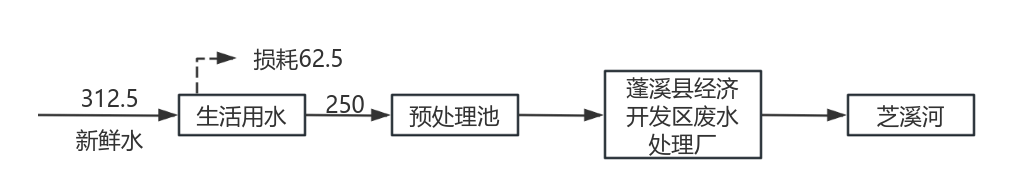 损耗62.5
312.5
新鲜水
生活用水
250
预处理池
蓬溪县经济
开发区废水
处理厂
芝溪河